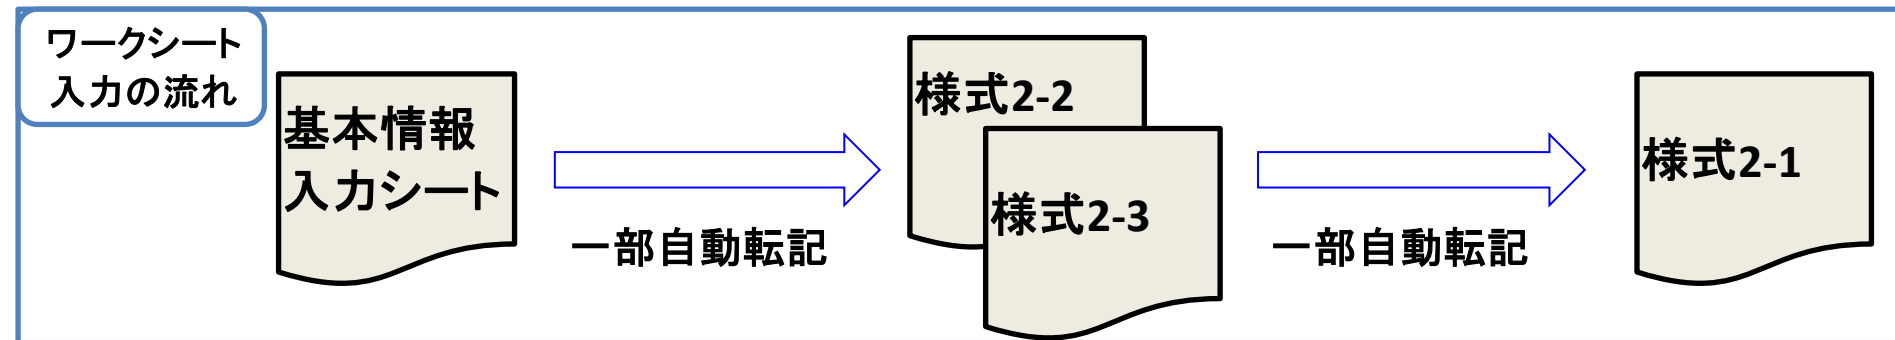 ワークシート
入力の流れ
基本情報
入力シート
一部自動転記
様式2-2
様式2-3
一部自動転記
様式2-1